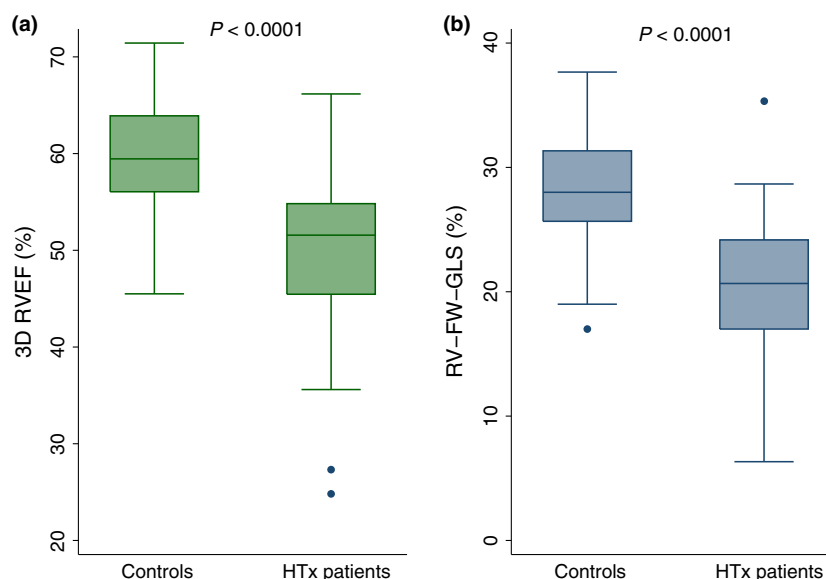 (a)
P < 0.0001
3D RVEF (%)
70
60
50
40
30
20
Controls
HTx patients
(b)
P < 0.0001
RV−FW−GLS (%)
40
30
20
10
0
Controls
HTx patients